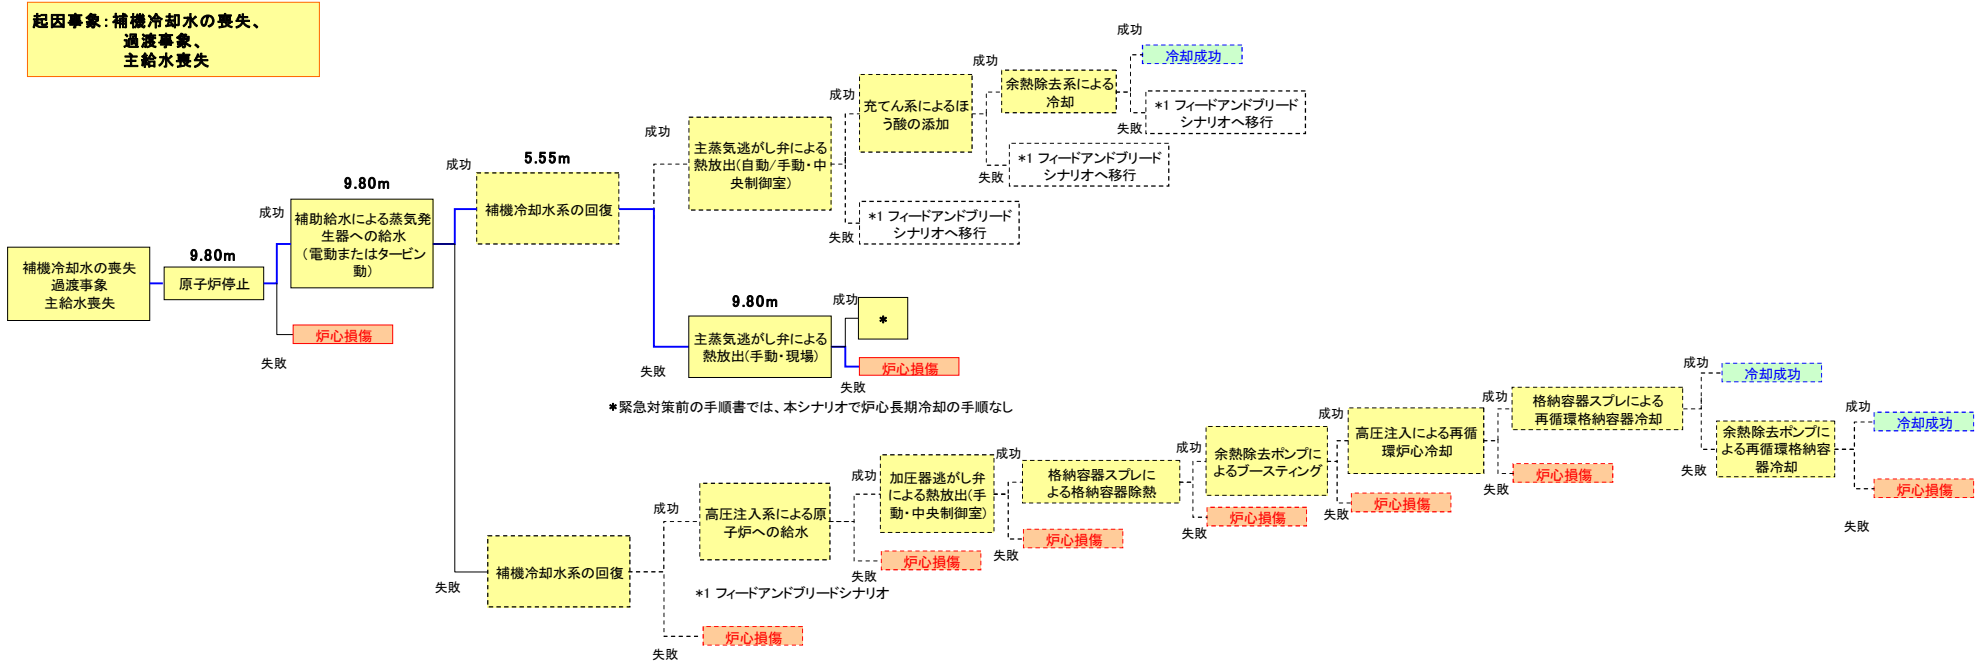 起因事象：補機冷却水の喪失、
過渡事象、
主給水喪失
補機冷却水の喪失
過渡事象
主給水喪失
9.80m
原子炉停止
成功
失敗
炉心損傷
9.80m
補助給水による蒸気発
生器への給水
（電動またはタービン
動）
成功
失敗
5.55m
補機冷却水系の回復
成功
失敗
主蒸気逃がし弁による
熱放出(自動/手動・中
央制御室）
成功
失敗
*1 フィードアンドブリード
シナリオへ移行
充てん系によるほ
う酸の添加
成功
失敗
*1 フィードアンドブリード
シナリオへ移行
余熱除去系による
冷却
成功
失敗
冷却成功
*1 フィードアンドブリード
シナリオへ移行
9.80m
主蒸気逃がし弁による
熱放出(手動・現場）
成功
失敗
*
炉心損傷
*緊急対策前の手順書では、本シナリオで炉心長期冷却の手順なし
補機冷却水系の回復
成功
失敗
炉心損傷
高圧注入系による原
子炉への給水
*1 フィードアンドブリードシナリオ
成功
失敗
炉心損傷
加圧器逃がし弁
による熱放出(手
動・中央制御室）
成功
失敗
炉心損傷
格納容器スプレに
よる格納容器除熱
成功
失敗
炉心損傷
余熱除去ポンプに
よるブースティング
成功
失敗
炉心損傷
高圧注入による再循
環炉心冷却
成功
失敗
炉心損傷
格納容器スプレによる
再循環格納容器冷却
成功
失敗
冷却成功
余熱除去ポンプに
よる再循環格納容
器冷却
成功
失敗
冷却成功
炉心損傷